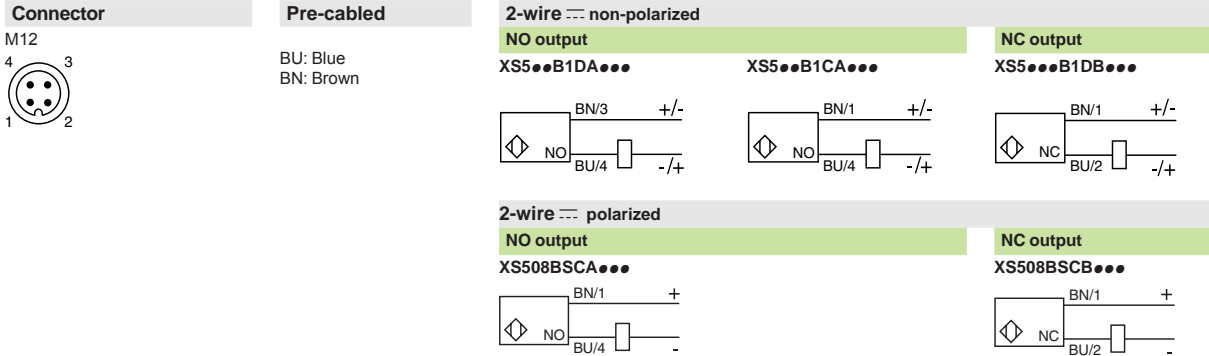 Connector
M12
4 3
1 2
Pre-cabled
BU: Blue
BN: Brown
2-wire ⎓ non-polarized
NO output
NC output
XS5●●B1DA●●●
XS5●●B1CA●●●
XS5●●●B1DB●●●
BN/3 +/-
NO
BU/4 -/+
BN/1 +/-
NO
BU/4 -/+
BN/1 +/-
NC
BU/2 -/+
2-wire ⎓ polarized
NO output
NC output
XS508BSCA●●●
XS508BSCB●●●
BN/1 +
NO
BU/4 -
BN/1 +
NC
BU/2 -